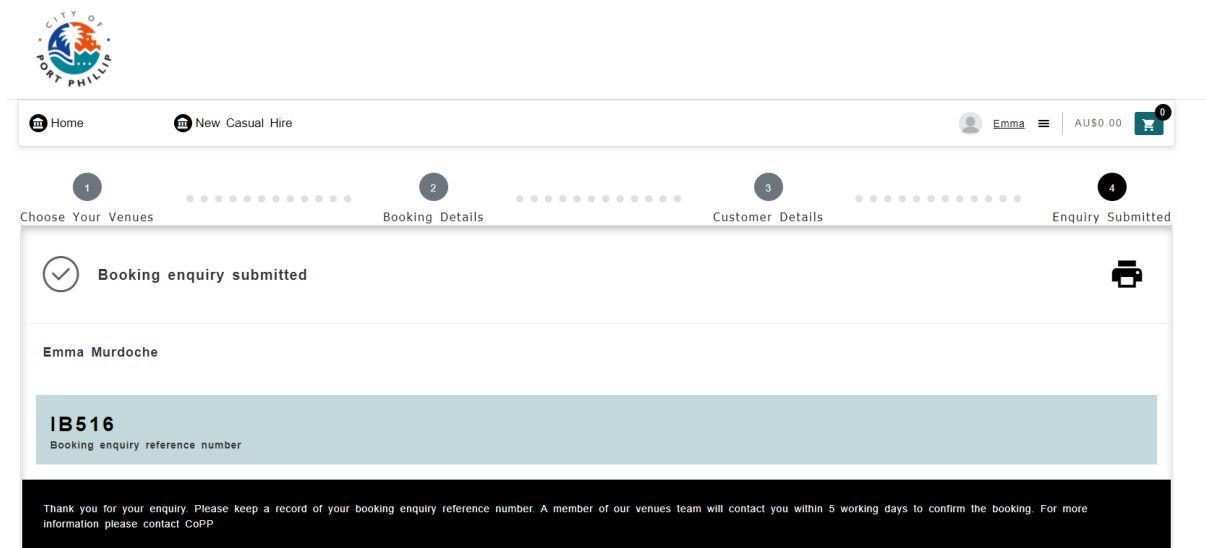 CITY OF
PORT PHILLIP
Home
New Casual Hire
Emma
AU$0.00
0
1
2
3
4
Choose Your Venues
Booking Details
Customer Details
Enquiry Submitted
Booking enquiry submitted
Emma Murdoche
IB516
Booking enquiry reference number
Thank you for your enquiry. Please keep a record of your booking enquiry reference number. A member of our venues team will contact you within 5 working days to confirm the booking. For more
information please contact CoPP